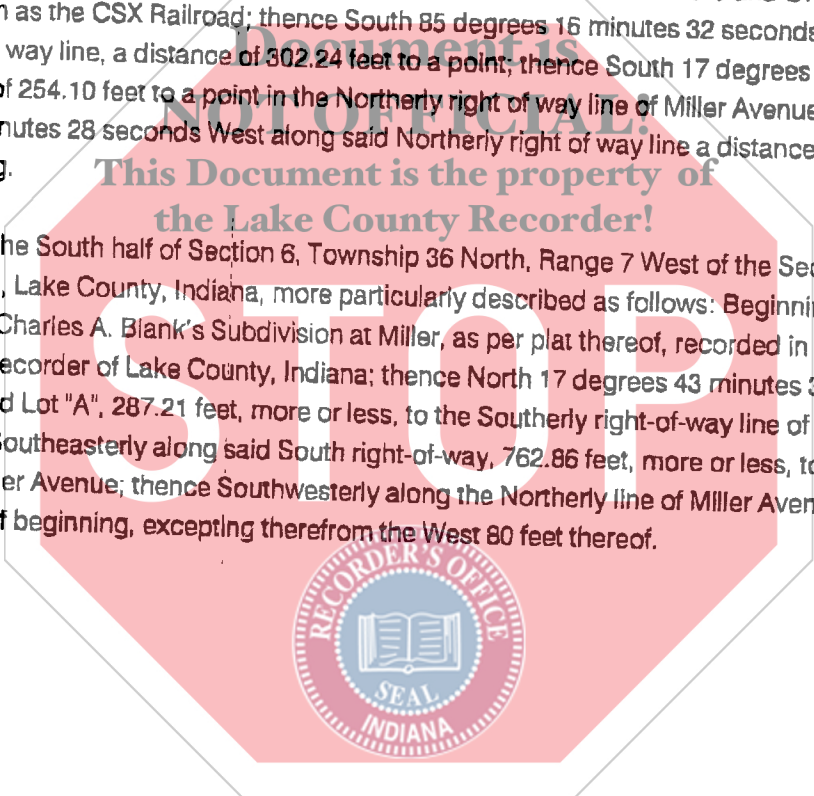 n as the CSX Railroad; thence South 85 degrees 16 minutes 32 seconds
Document is
way line, a distance of 302.24 feet to a point; thence South 17 degrees
of 254.10 feet to a point in the Northerly right of way line of Miller Avenue
NOT OFFICIAL!
nutes 28 seconds West along said Northerly right of way line a distance
g.
This Document is the property of
the Lake County Recorder!
he South half of Section 6, Township 36 North, Range 7 West of the Sec
, Lake County, Indiana, more particularly described as follows: Beginni
Charles A. Blank's Subdivision at Miller, as per plat thereof, recorded in
ecorder of Lake County, Indiana; thence North 17 degrees 43 minutes 3
d Lot "A", 287.21 feet, more or less, to the Southerly right-of-way line of
Southeasterly along said South right-of-way, 762.86 feet, more or less, to
er Avenue; thence Southwesterly along the Northerly line of Miller Aven
f beginning, excepting therefrom the West 80 feet thereof.
STOP
RECORDER'S OFFICE
SEAL
INDIANA